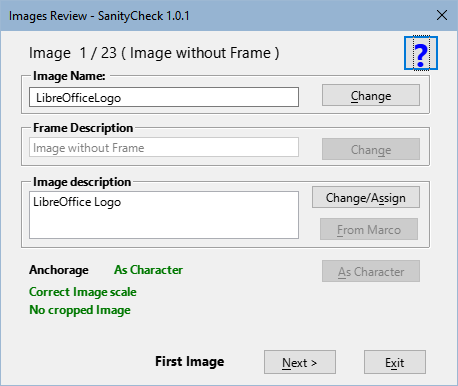 Images Review - SanityCheck 1.0.1
Image 1 / 23 ( Image without Frame )
?
Image Name:
LibreOfficeLogo
Change
Frame Description
Image without Frame
Change
Image description
LibreOffice Logo
Change/Assign
From Marco
Anchorage As Character
As Character
Correct Image scale
No cropped Image
First Image
Next >
Exit